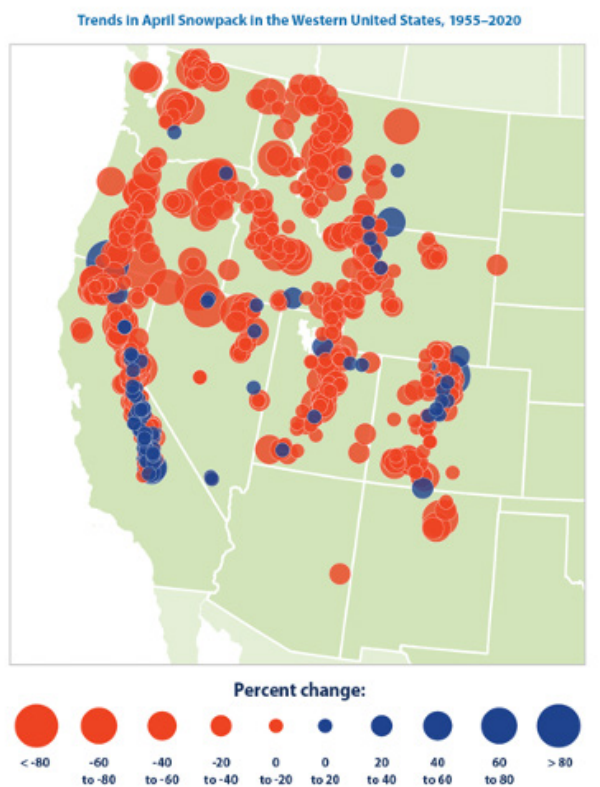 Trends in April Snowpack in the Western United States, 1955–2020
Percent change:
< -80 -60 -40 -20 0 0 20 40 60 > 80
to -80 to -60 to -40 to -20 to 20 to 40 to 60 to 80